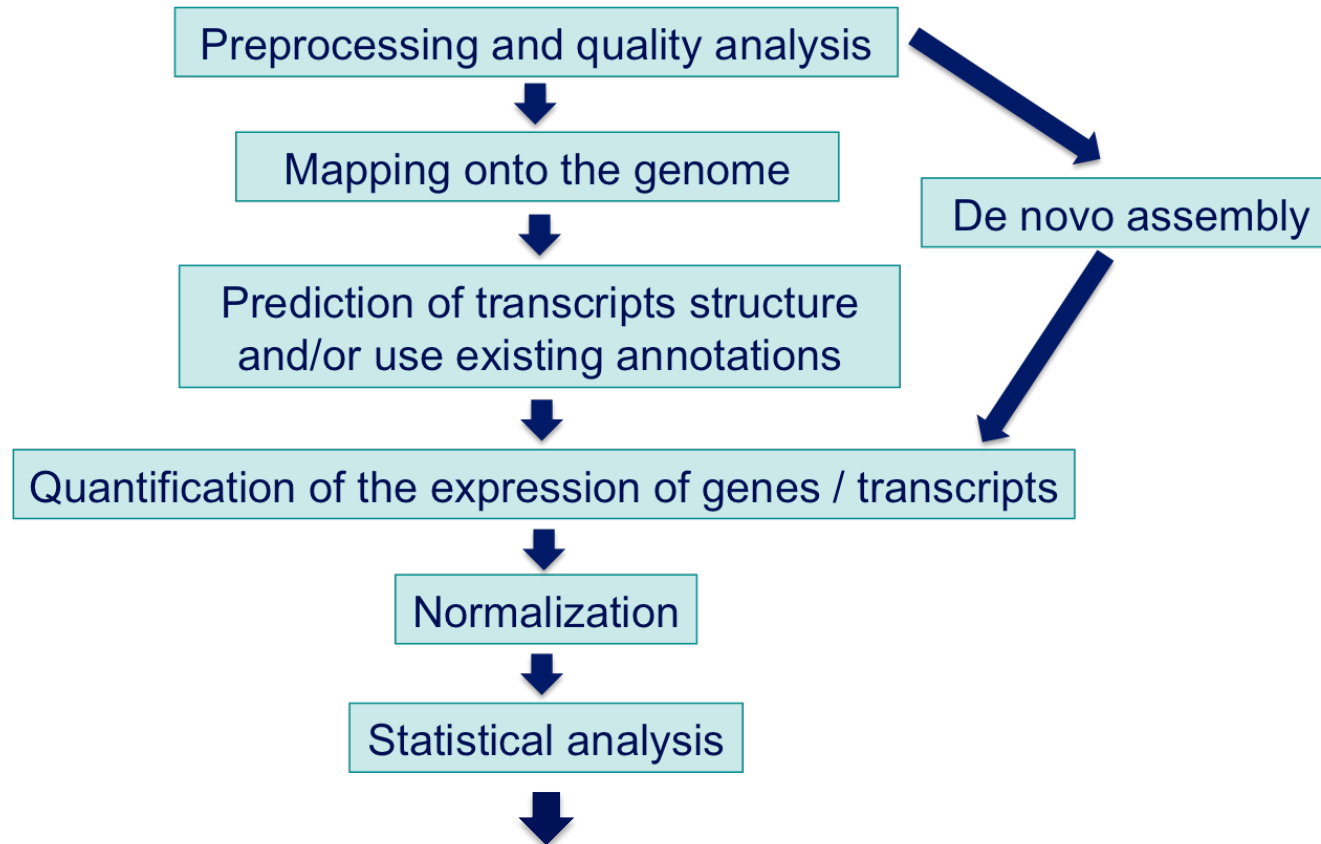 Preprocessing and quality analysis
Mapping onto the genome
De novo assembly
Prediction of transcripts structure
and/or use existing annotations
Quantification of the expression of genes / transcripts
Normalization
Statistical analysis